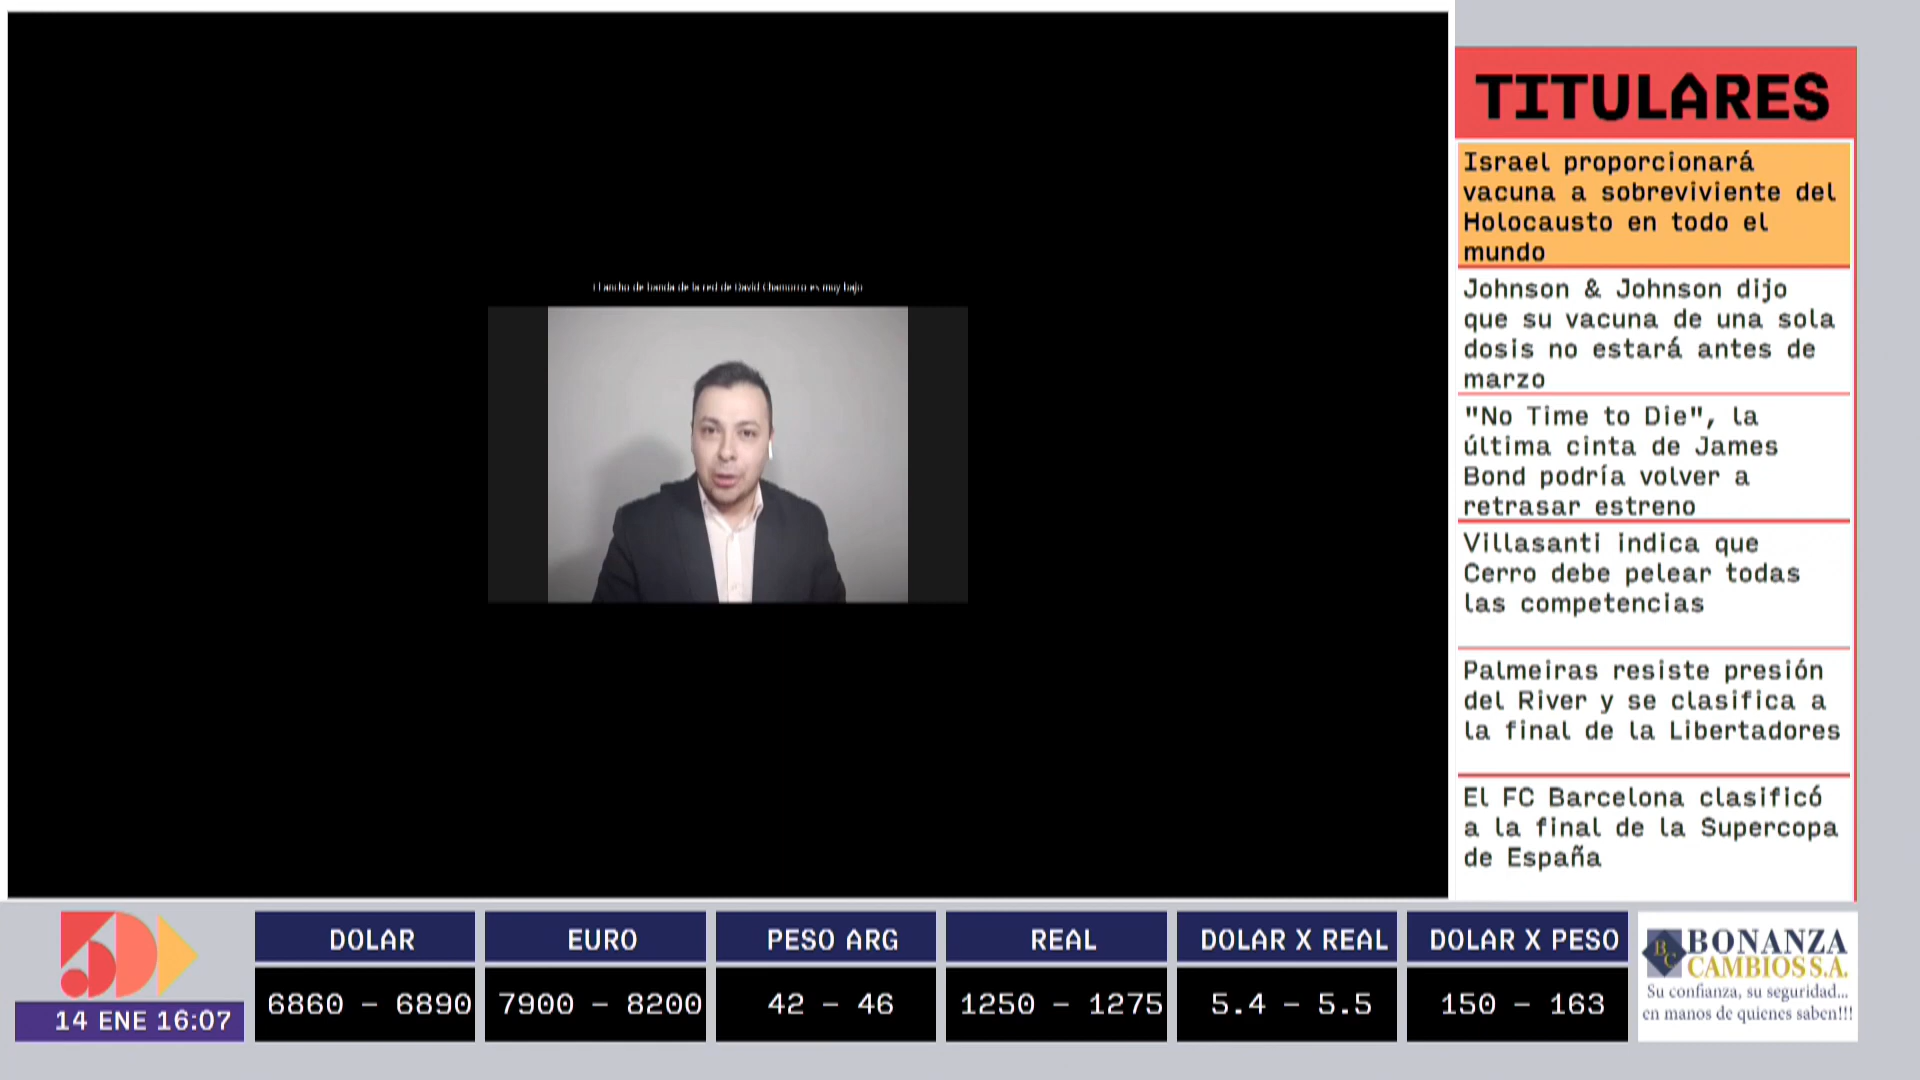 El ancho de banda de la red de David Chamorro es muy bajo
TITULARES
Israel proporcionará
vacuna a sobreviviente del
Holocausto en todo el
mundo
Johnson & Johnson dijo
que su vacuna de una sola
dosis no estará antes de
marzo
"No Time to Die", la
última cinta de James
Bond podría volver a
retrasar estreno
Villasanti indica que
Cerro debe pelear todas
las competencias
Palmeiras resiste presión
del River y se clasifica a
la final de la Libertadores
El FC Barcelona clasificó
a la final de la Supercopa
de España
5D
14 ENE 16:07
DOLAR
6860 - 6890
EURO
7900 - 8200
PESO ARG
42 - 46
REAL
1250 - 1275
DOLAR X REAL
5.4 - 5.5
DOLAR X PESO
150 - 163
BC
BONANZA
CAMBIOS S.A.
Su confianza, su seguridad...
en manos de quienes saben!!!